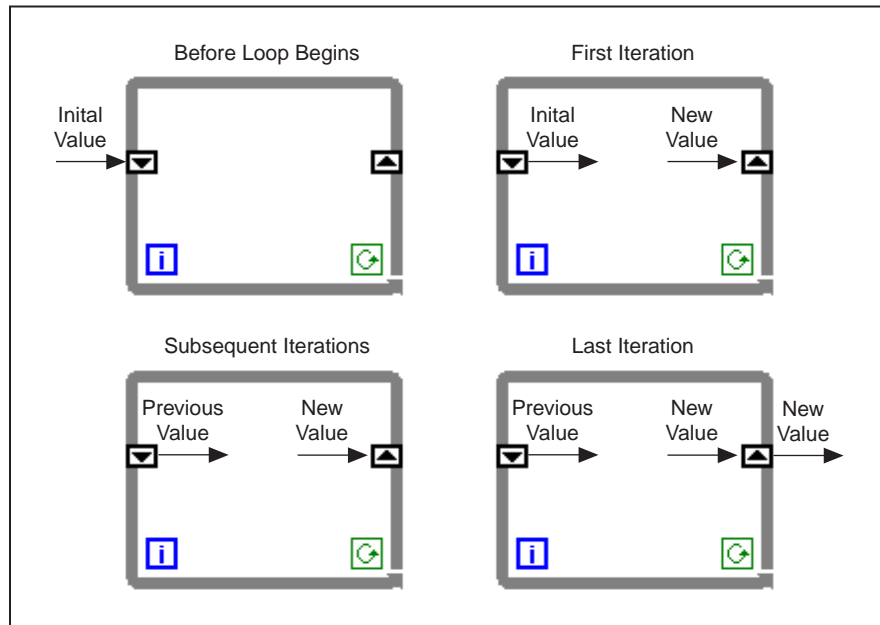 Before Loop Begins
Inital
Value
i
First Iteration
Inital
Value
New
Value
i
Subsequent Iterations
Previous
Value
New
Value
i
Last Iteration
Previous
Value
New
Value
New
Value
i